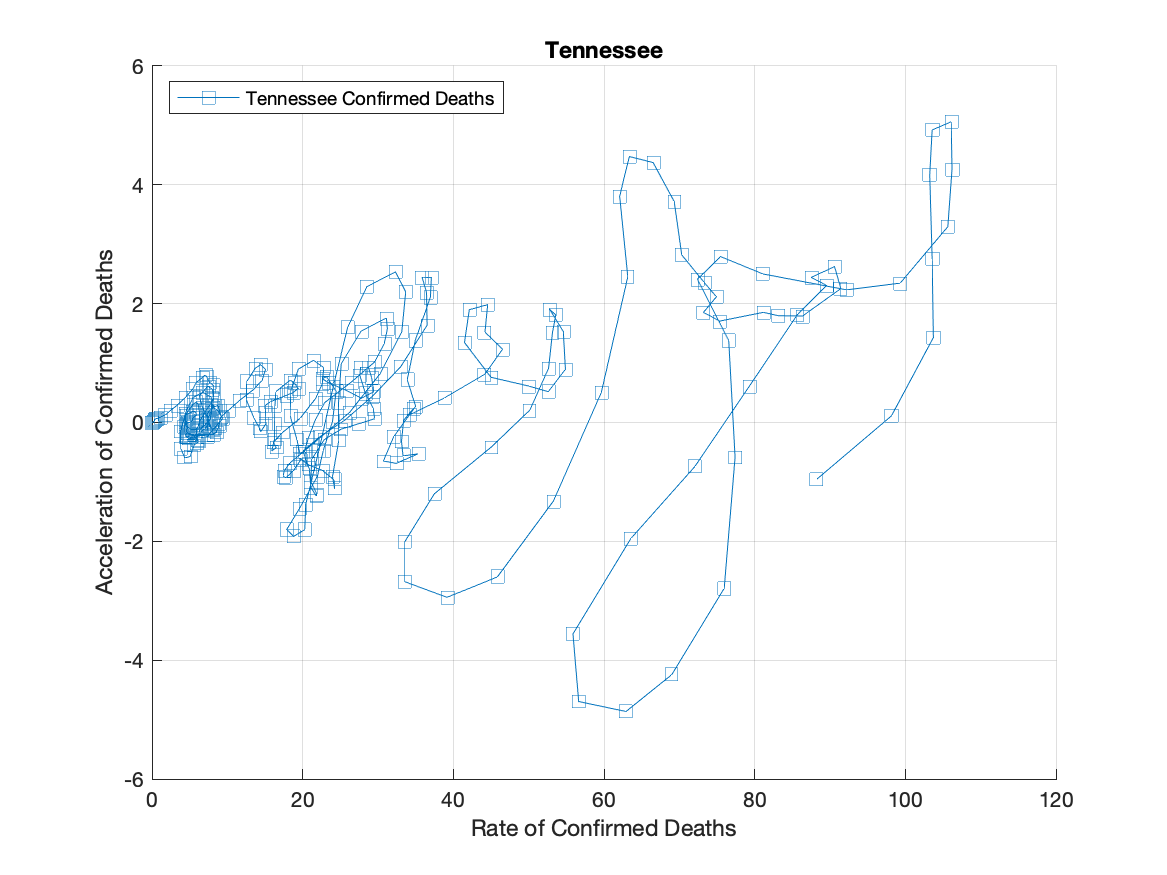 Tennessee
Tennessee Confirmed Deaths
6
4
2
0
-2
-4
-6
Acceleration of Confirmed Deaths
0 20 40 60 80 100 120
Rate of Confirmed Deaths